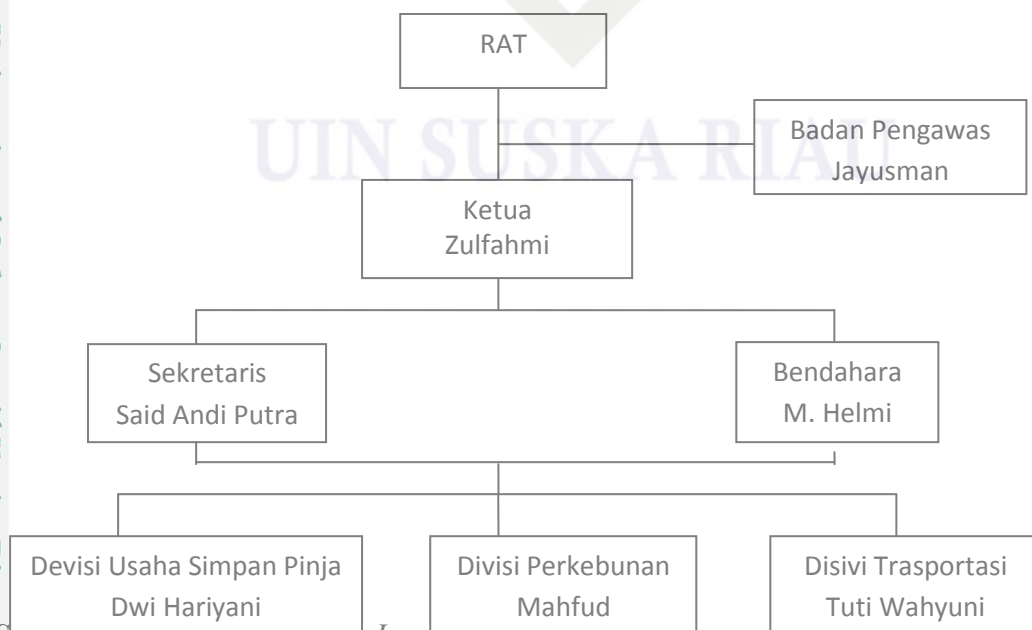 RAT
UIN SUSKA RIAU
Badan Pengawas
Jayusman
Ketua
Zulfahmi
Sekretaris
Said Andi Putra
Bendahara
M. Helmi
Devisi Usaha Simpan Pinja
Dwi Hariyani
Divisi Perkebunan
Mahfud
Disivi Trasportasi
Tuti Wahyuni